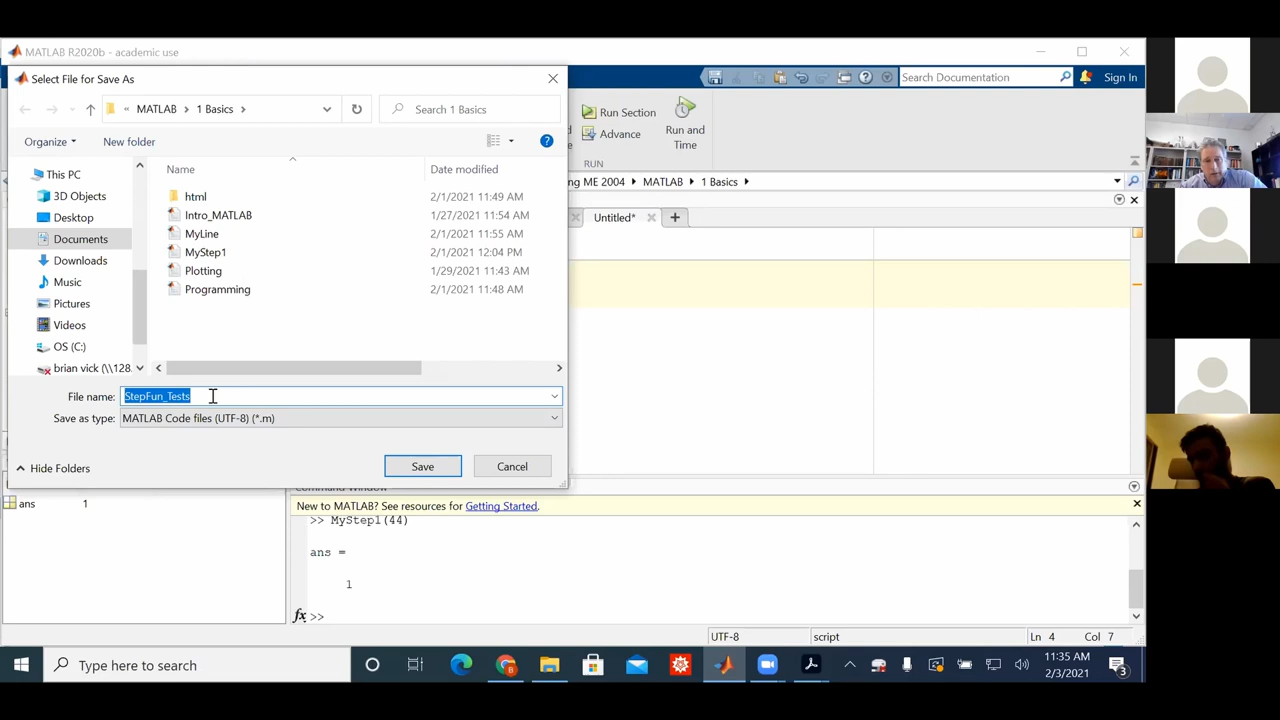 MATLAB R2020b - academic use
Select File for Save As
Search Documentation
Sign In
« MATLAB > 1 Basics >
Search 1 Basics
Run Section
Advance
Run and
Time
RUN
Organize
New folder
ng ME 2004 ▸ MATLAB ▸ 1 Basics ▸
Name
Date modified
This PC
3D Objects
Desktop
Documents
Downloads
Music
Pictures
Videos
OS (C:)
brian vick (\\128.
html 2/1/2021 11:49 AM
Intro_MATLAB 1/27/2021 11:54 AM
MyLine 2/1/2021 11:55 AM
MyStep1 2/1/2021 12:04 PM
Plotting 1/29/2021 11:43 AM
Programming 2/1/2021 11:48 AM
Untitled*
File name: StepFun_Tests
Save as type: MATLAB Code files (UTF-8) (*.m)
Hide Folders
Save
Cancel
ans 1
New to MATLAB? See resources for Getting Started.
>> MyStep1(44)
ans =
1
fx >>
UTF-8
script
Ln 4 Col 7
Type here to search
11:35 AM
2/3/2021
3